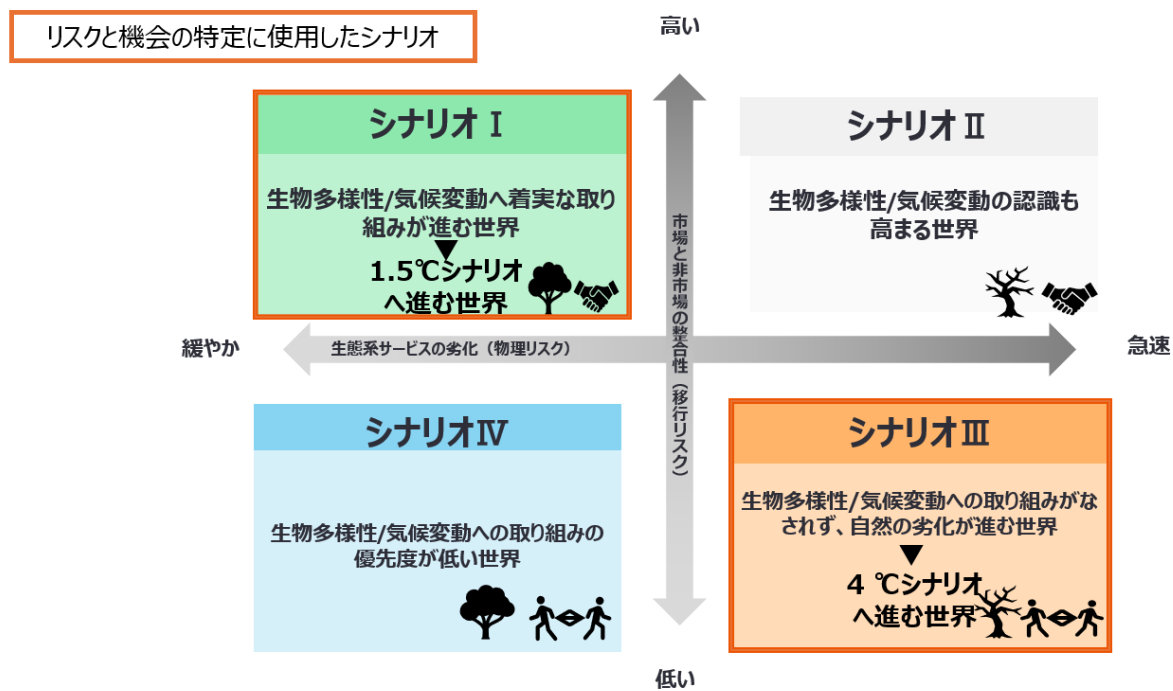 リスクと機会の特定に使用したシナリオ
高い
シナリオ Ⅰ
生物多様性/気候変動へ着実な取り
組みが進む世界
▼
1.5℃シナリオ
へ進む世界
シナリオⅡ
生物多様性/気候変動の認識も
高まる世界
市場と非市場の整合性（移行リスク）
緩やか
生態系サービスの劣化（物理リスク）
急速
シナリオⅣ
生物多様性/気候変動への取り組みの
優先度が低い世界
シナリオⅢ
生物多様性/気候変動への取り組みがな
されず、自然の劣化が進む世界
▼
4 ℃シナリオ
へ進む世界
低い